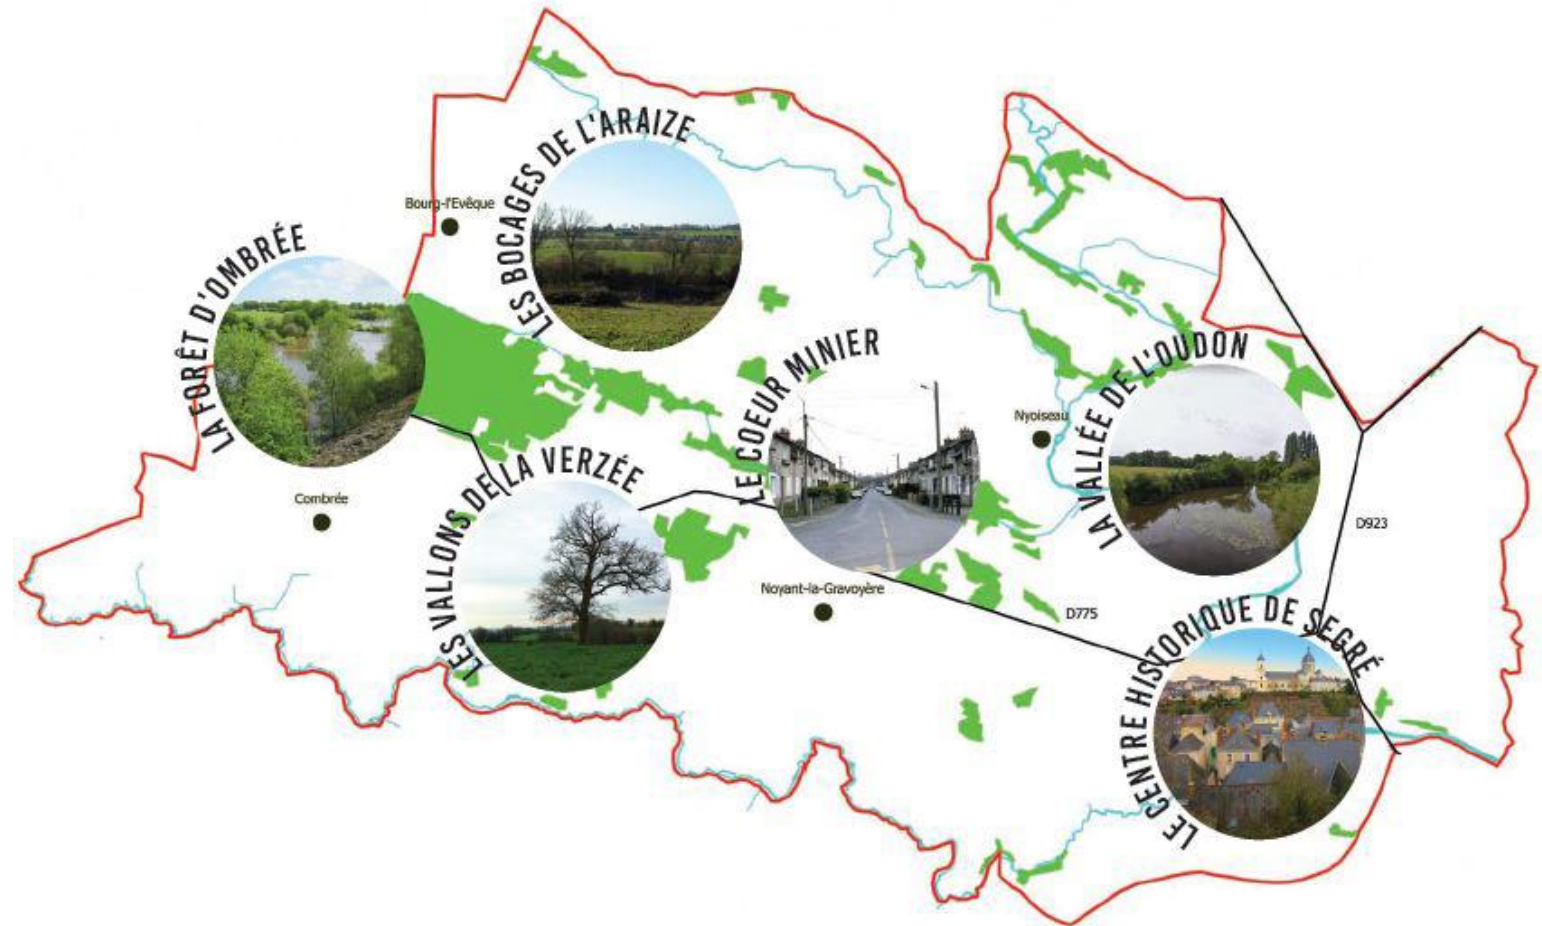 LES BOCAGES DE L'ARAIZE
Bourg-l'Evêque
LA FORÊT D'OMBRÉE
LE COEUR MINIER
LA VALLÉE DE L'OUDON
Nyoiseau
LES VALLONS DE LA VERZÉE
Combrée
D923
Noyant-la-Gravoyère
D775
LE CENTRE HISTORIQUE DE SEGRÉ